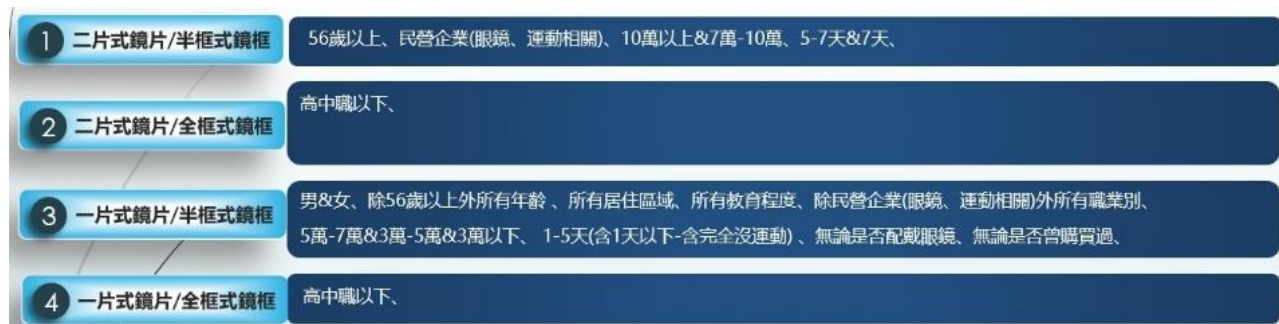 1 二片式鏡片/半框式鏡框
56歲以上、民營企業(眼鏡、運動相關)、10萬以上&7萬-10萬、5-7天&7天、
2 二片式鏡片/全框式鏡框
高中職以下、
3 一片式鏡片/半框式鏡框
男&女、除56歲以上外所有年齡 、所有居住區域、所有教育程度、除民營企業(眼鏡、運動相關)外所有職業別、
5萬-7萬&3萬-5萬&3萬以下、 1-5天(含1天以下-含完全沒運動) 、無論是否配戴眼鏡、無論是否曾購買過、
4 一片式鏡片/全框式鏡框
高中職以下、